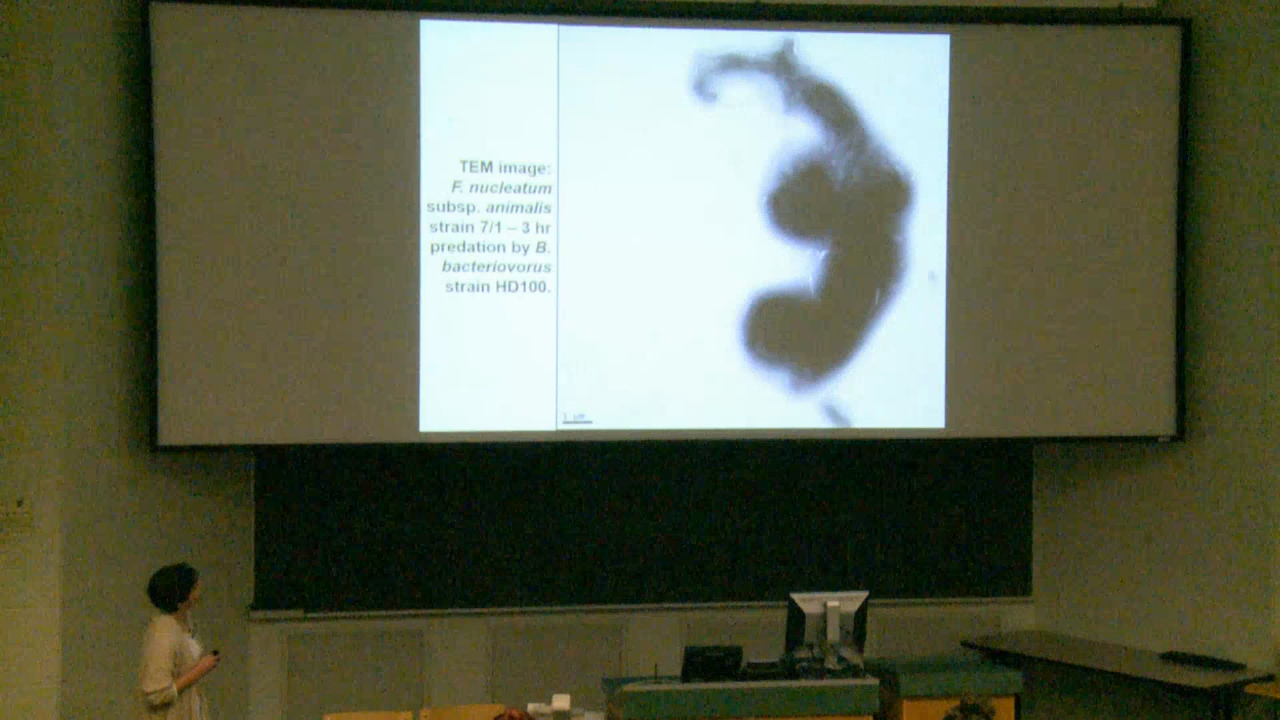 TEM image:
F. nucleatum
subsp. animalis
strain 7/1 – 3 hr
predation by B.
bacteriovorus
strain HD100.